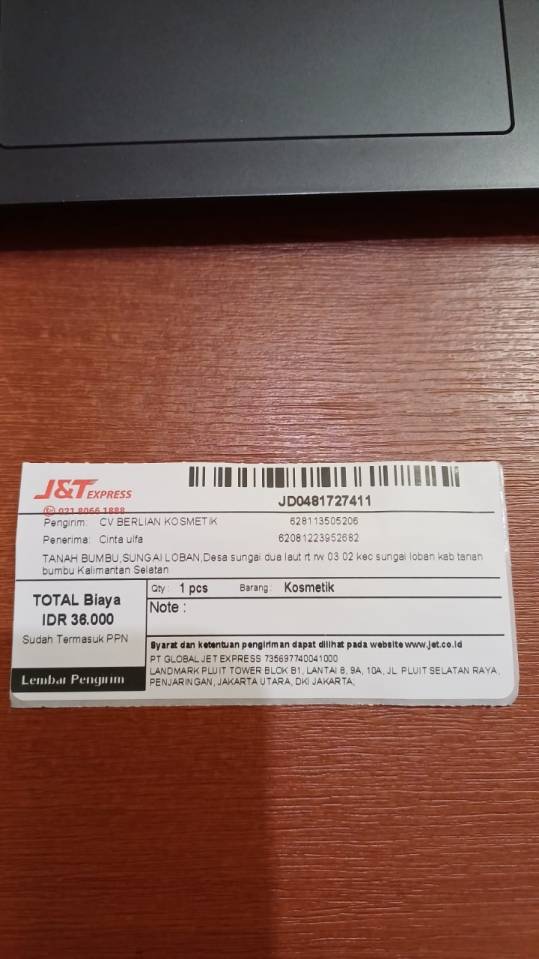 J&T EXPRESS
021 8066 1888
JD0481727411
Pengirim: CV BERLIAN KOSMETIK 628113505206
Penerima: Cinta ulfa 62081223952682
TANAH BUMBU,SUNGAI LOBAN,Desa sungai dua laut rt rw 03 02 kec sungai loban kab tanah
bumbu Kalimantan Selatan
TOTAL Biaya
IDR 36.000
Sudah Termasuk PPN
Lembar Pengirim
Qty : 1 pcs Barang : Kosmetik
Note :
Syarat dan ketentuan pengiriman dapat dilihat pada website www.jet.co.id
PT GLOBAL JET EXPRESS 735697740041000
LANDMARK PLUIT TOWER BLOK B1, LANTAI 8, 9A, 10A, JL. PLUIT SELATAN RAYA,
PENJARINGAN, JAKARTA UTARA, DKI JAKARTA,